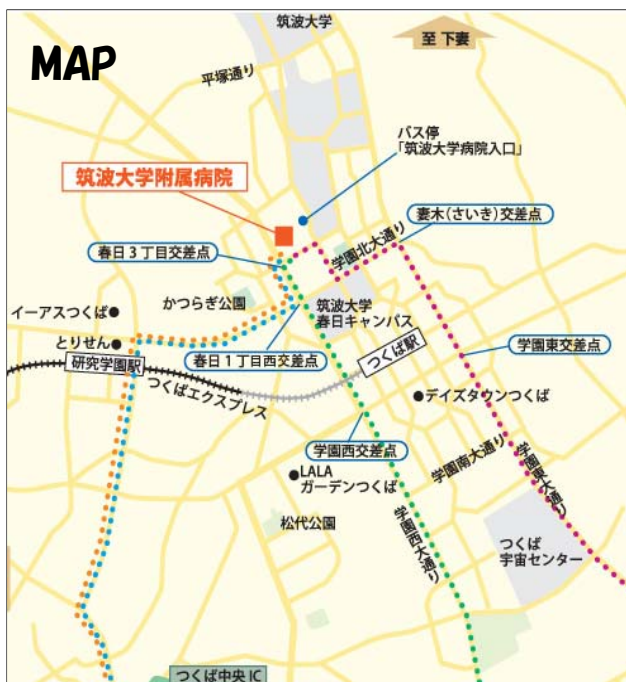 MAP
筑波大学
至 下妻
平塚通り
バス停
「筑波大学病院入口」
筑波大学附属病院
妻木(さいき)交差点
学園北大通り
春日3丁目交差点
かつらぎ公園
イーアスつくば
筑波大学
春日キャンパス
とりせん
春日1丁目西交差点
つくば駅
学園東交差点
研究学園駅
つくばエクスプレス
デイズタウンつくば
学園西交差点
学園南大通り
学園東大通り
LALA
ガーデンつくば
松代公園
学園西大通り
つくば
宇宙センター
つくば中央IC